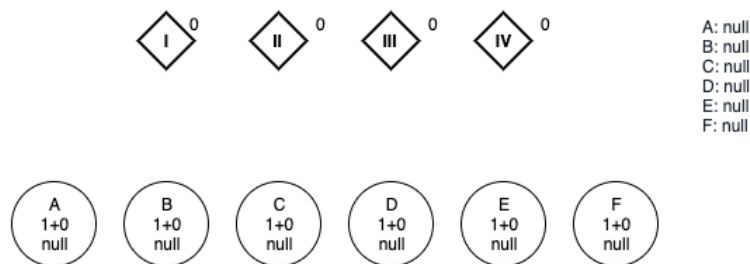 I 0 II 0 III 0 IV 0
A: null
B: null
C: null
D: null
E: null
F: null
A
1+0
null
B
1+0
null
C
1+0
null
D
1+0
null
E
1+0
null
F
1+0
null